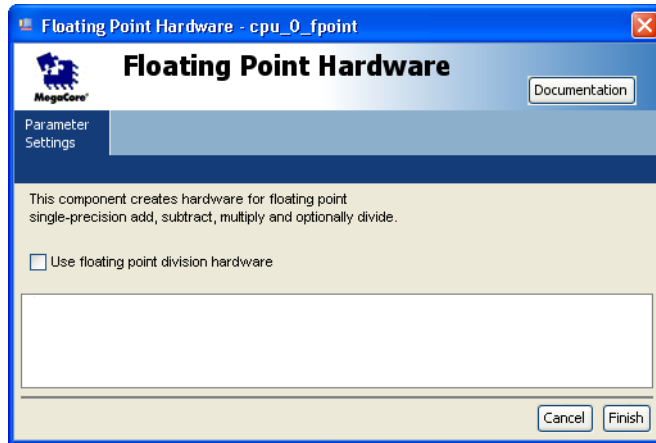 Floating Point Hardware - cpu_0_fpoint
MegaCore®
Floating Point Hardware
Documentation
Parameter
Settings
This component creates hardware for floating point
single-precision add, subtract, multiply and optionally divide.
Use floating point division hardware
Cancel
Finish